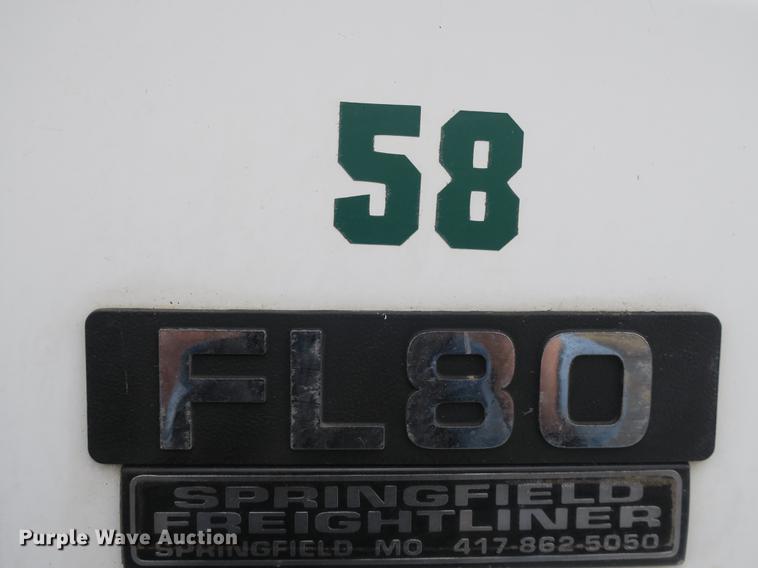 58
FL80
SPRINGFIELD
FREIGHTLINER
SPRINGFIELD MO 417-862-5050
Purple Wave Auction